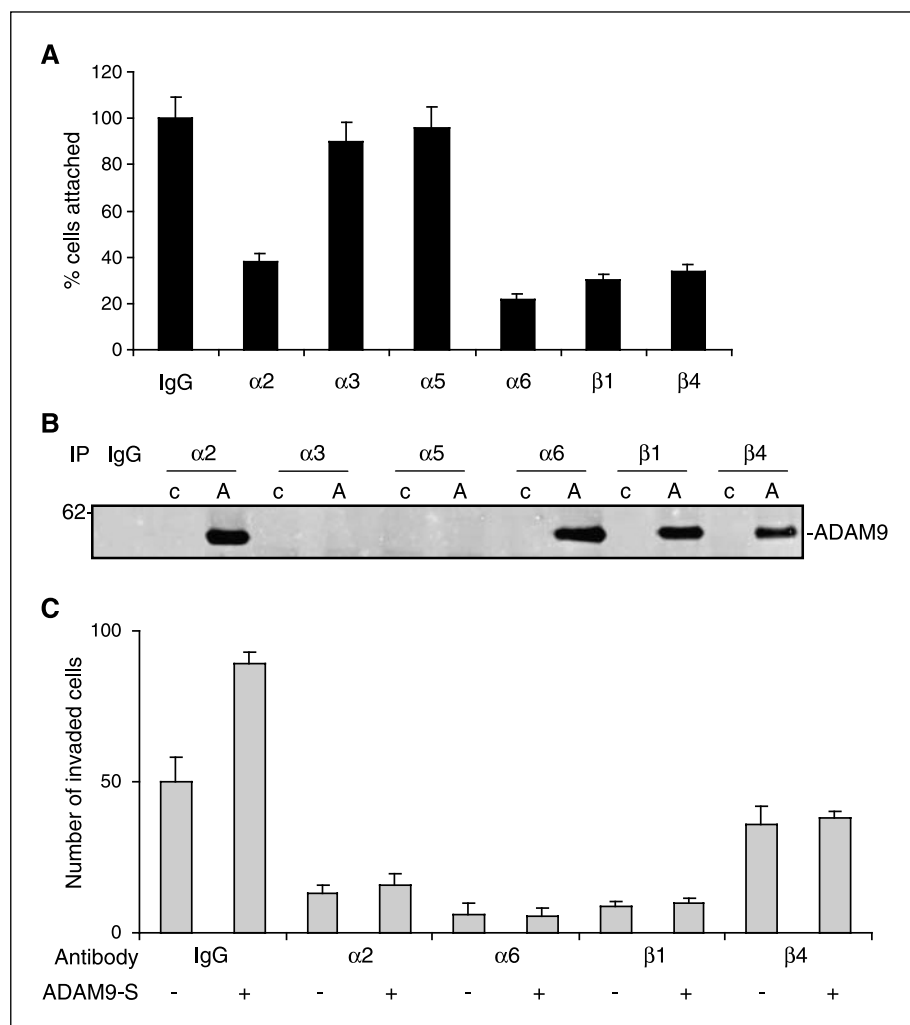 A
120
100
80
60
40
20
0
% cells attached
IgG α2 α3 α5 α6 β1 β4
B
IP IgG α2 α3 α5 α6 β1 β4
c A c A c A c A c A c A
62
-ADAM9
C
100
50
0
Number of invaded cells
Antibody IgG α2 α6 β1 β4
ADAM9-S - + - + - + - + - +